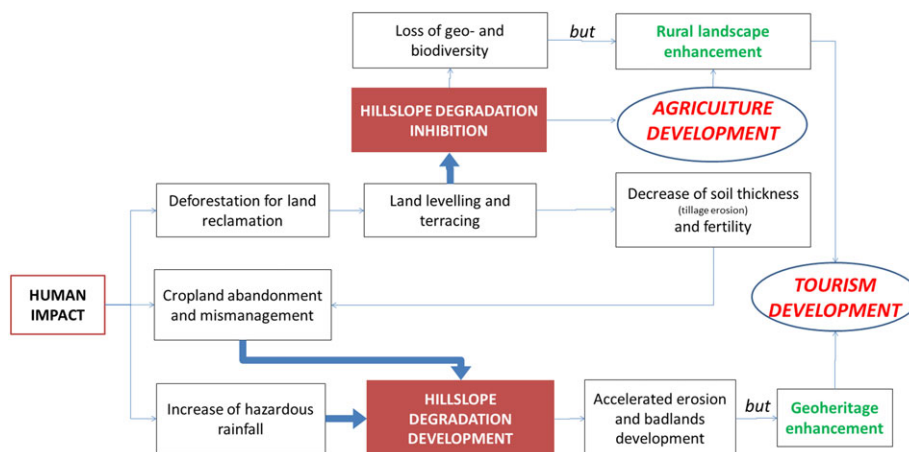 Loss of geo- and
biodiversity
but
Rural landscape
enhancement
HILLSLOPE DEGRADATION
INHIBITION
AGRICULTURE
DEVELOPMENT
Deforestation for land
reclamation
Land levelling and
terracing
Decrease of soil thickness
(tillage erosion)
and fertility
HUMAN
IMPACT
Cropland abandonment
and mismanagement
TOURISM
DEVELOPMENT
Increase of hazardous
rainfall
HILLSLOPE
DEGRADATION
DEVELOPMENT
Accelerated erosion
and badlands
development
but
Geoheritage
enhancement